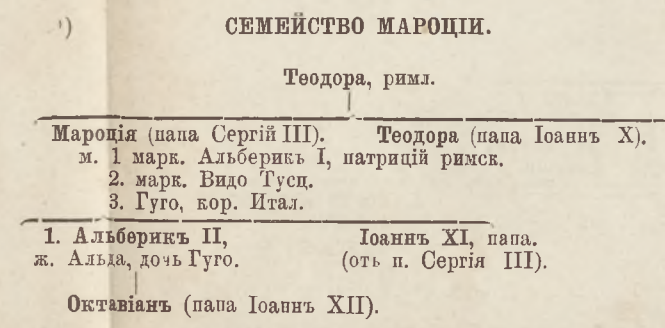 ¹)
СЕМЕЙСТВО МАРОЦІИ.
Теодора, римл.
Мароція (папа Сергій III). Теодора (папа Іоаннъ X).
м. 1 марк. Альберикъ I, патрицій римск.
2. марк. Видо Тусц.
3. Гуго, кор. Итал.
1. Альберикъ II, Іоаннъ XI, папа.
ж. Альда, дочь Гуго. (отъ п. Сергія III).
Октавіанъ (папа Іоаннъ XII).